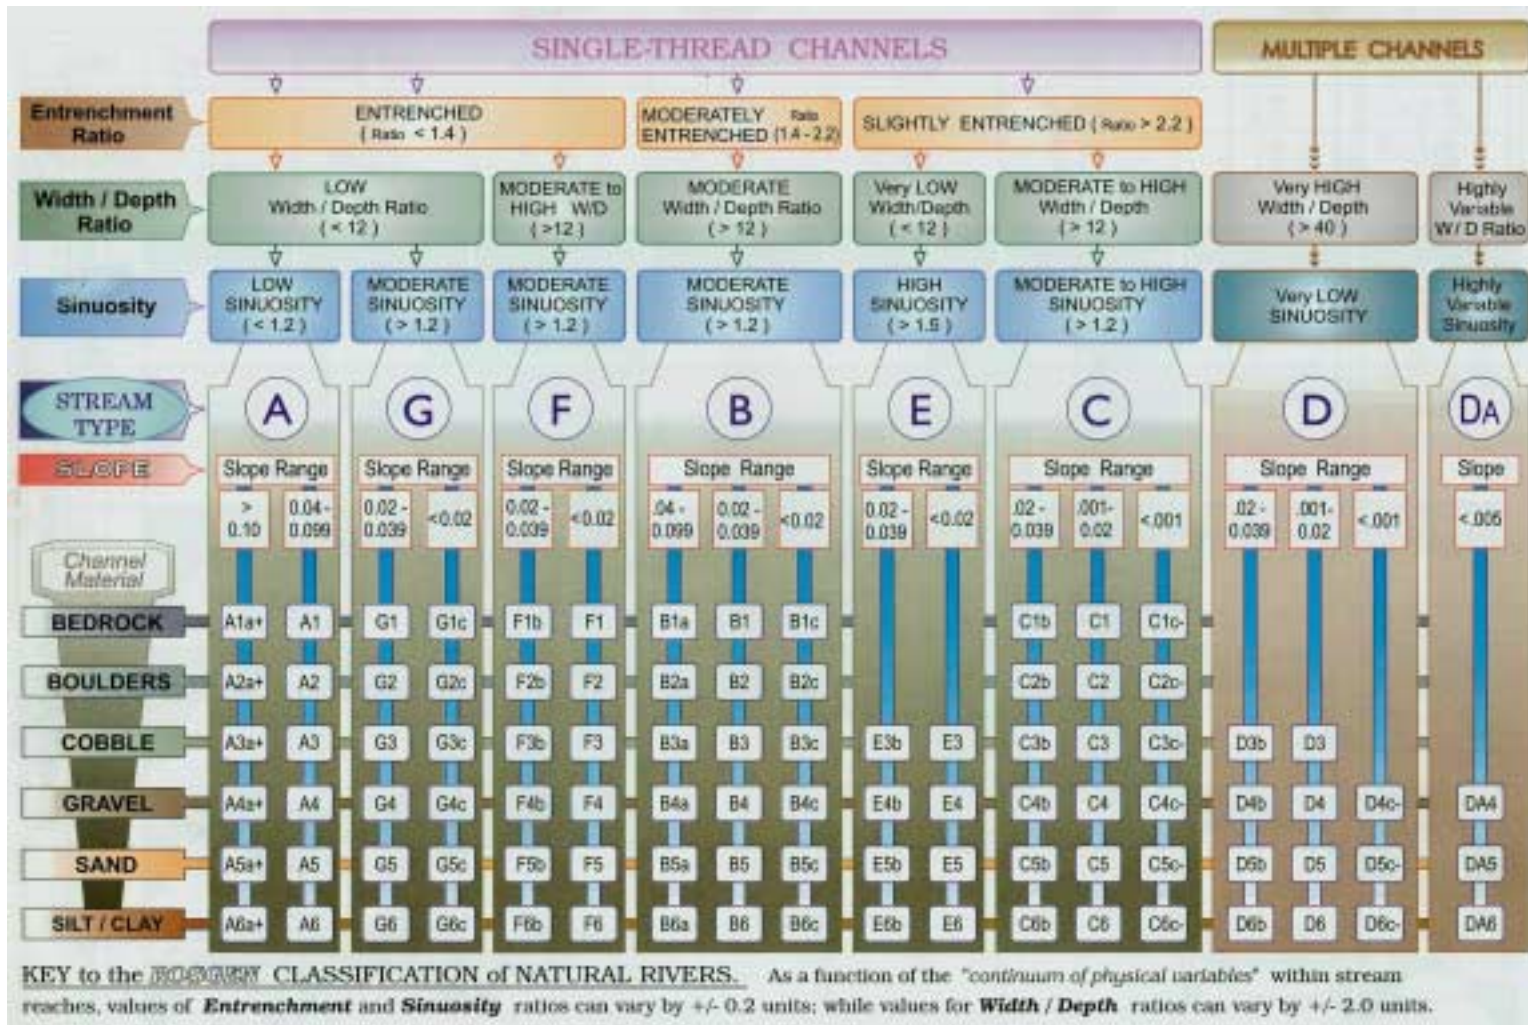 SINGLE-THREAD CHANNELS
MULTIPLE CHANNELS
Entrenchment
Ratio
ENTRENCHED
( Ratio < 1.4 )
MODERATELY Ratio
ENTRENCHED (1.4 - 2.2)
SLIGHTLY ENTRENCHED ( Ratio > 2.2 )
Width / Depth
Ratio
LOW
Width / Depth Ratio
( < 12 )
MODERATE to
HIGH W/D
( >12 )
MODERATE
Width / Depth Ratio
( > 12 )
Very LOW
Width/Depth
( < 12 )
MODERATE to HIGH
Width / Depth
( > 12 )
Very HIGH
Width / Depth
( > 40 )
Highly
Variable
W / D Ratio
Sinuosity
LOW
SINUOSITY
( < 1.2 )
MODERATE
SINUOSITY
( > 1.2 )
MODERATE
SINUOSITY
( > 1.2 )
MODERATE
SINUOSITY
( > 1.2 )
HIGH
SINUOSITY
( > 1.5 )
MODERATE to HIGH
SINUOSITY
( > 1.2 )
Very LOW
SINUOSITY
Highly
Variable
Sinuosity
STREAM
TYPE
A G F B E C D DA
SLOPE
Slope Range Slope Range Slope Range Slope Range Slope Range Slope Range Slope Range Slope
> 0.10
0.04 - 0.099
0.02 - 0.039
<0.02
0.02 - 0.039
<0.02
.04 - 0.099
0.02 - 0.039
<0.02
0.02 - 0.039
<0.02
.02 - 0.039
.001- 0.02
<.001
.02 - 0.039
.001- 0.02
<.001
<.005
Channel
Material
BEDROCK A1a+ A1 G1 G1c F1b F1 B1a B1 B1c C1b C1 C1c-
BOULDERS A2a+ A2 G2 G2c F2b F2 B2a B2 B2c C2b C2 C2c-
COBBLE A3a+ A3 G3 G3c F3b F3 B3a B3 B3c E3b E3 C3b C3 C3c- D3b D3
GRAVEL A4a+ A4 G4 G4c F4b F4 B4a B4 B4c E4b E4 C4b C4 C4c- D4b D4 D4c- DA4
SAND A5a+ A5 G5 G5c F5b F5 B5a B5 B5c E5b E5 C5b C5 C5c- D5b D5 D5c- DA5
SILT / CLAY A6a+ A6 G6 G6c F6b F6 B6a B6 B6c E6b E6 C6b C6 C6c- D6b D6 D6c- DA6
KEY to the ROSGEN CLASSIFICATION of NATURAL RIVERS. As a function of the "continuum of physical variables" within stream
reaches, values of Entrenchment and Sinuosity ratios can vary by +/- 0.2 units; while values for Width / Depth ratios can vary by +/- 2.0 units.